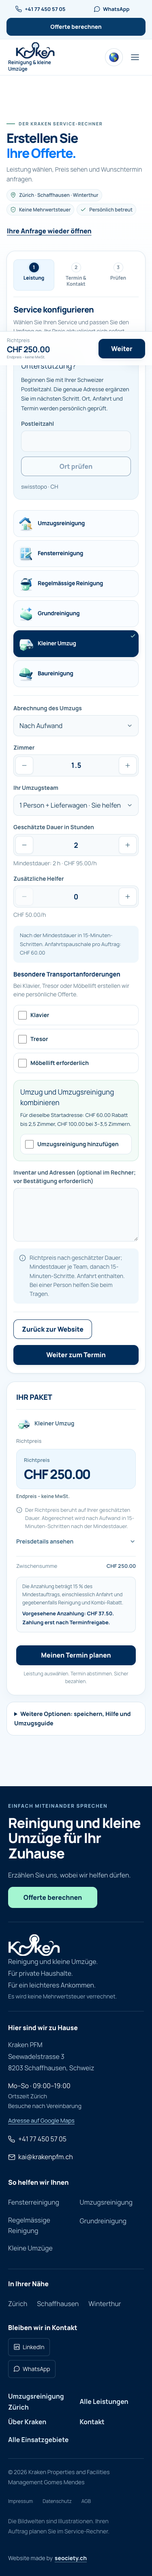 +41 77 450 57 05
WhatsApp
Offerte berechnen
Kraken
Reinigung & kleine
Umzüge
DER KRAKEN SERVICE-RECHNER
Erstellen Sie
Ihre Offerte.
Leistung wählen, Preis sehen und Wunschtermin
anfragen.
Zürich · Schaffhausen · Winterthur
Keine Mehrwertsteuer
Persönlich betreut
Ihre Anfrage wieder öffnen
1
2
3
Leistung
Termin &
Kontakt
Prüfen
Service konfigurieren
Wählen Sie Ihren Service und passen Sie den
Richtpreis
CHF 250.00
Endpreis – keine MwSt.
Weiter
Unterstützung?
Beginnen Sie mit Ihrer Schweizer
Postleitzahl. Die genaue Adresse ergänzen
Sie im nächsten Schritt. Ort, Anfahrt und
Preis werden persönlich geprüft.
Postleitzahl
Ort prüfen
swisstopo · CH
Umzugsreinigung
Fensterreinigung
Regelmässige Reinigung
Grundreinigung
Kleiner Umzug
Baureinigung
Abrechnung des Umzugs
Nach Aufwand
Zimmer
1.5
Ihr Umzugsteam
1 Person + Lieferwagen · Sie helfen
Geschätzte Dauer in Stunden
2
Mindestdauer: 2 h · CHF 95.00/h
Zusätzliche Helfer
0
CHF 50.00/h
Nach der Mindestdauer in 15-Minuten-
Schritten. Anfahrtspauschale pro Auftrag:
CHF 60.00
Besondere Transportanforderungen
Bei Klavier, Tresor oder Möbellift erstellen wir
eine persönliche Offerte.
Klavier
Tresor
Möbellift erforderlich
Umzug und Umzugsreinigung
kombinieren
Für dieselbe Startadresse: CHF 60.00 Rabatt
bis 2,5 Zimmer, CHF 100.00 bei 3–3,5 Zimmern.
Umzugsreinigung hinzufügen
Inventar und Adressen (optional im Rechner;
vor Bestätigung erforderlich)
Richtpreis nach geschätzter Dauer;
Mindestdauer je Team, danach 15-
Minuten-Schritte. Anfahrt enthalten.
Bei einer Person helfen Sie beim
Tragen.
Zurück zur Website
Weiter zum Termin
IHR PAKET
Kleiner Umzug
Richtpreis
Richtpreis
CHF 250.00
Endpreis – keine MwSt.
Der Richtpreis beruht auf Ihrer geschätzten
Dauer. Abgerechnet wird nach Aufwand in 15-
Minuten-Schritten nach der Mindestdauer.
Preisdetails ansehen
Zwischensumme
CHF 250.00
Die Anzahlung beträgt 15 % des
Mindestauftrags, einschliesslich Anfahrt und
gegebenenfalls Reinigung und Kombi-Rabatt.
Vorgesehene Anzahlung: CHF 37.50.
Zahlung erst nach Terminfreigabe.
Meinen Termin planen
Leistung auswählen. Termin abstimmen. Sicher
bezahlen.
Weitere Optionen: speichern, Hilfe und
Umzugsguide
EINFACH MITEINANDER SPRECHEN
Reinigung und kleine
Umzüge für Ihr
Zuhause
Erzählen Sie uns, wobei wir helfen dürfen.
Offerte berechnen
Kraken
Reinigung und kleine Umzüge.
Für private Haushalte.
Für ein leichteres Ankommen.
Es wird keine Mehrwertsteuer verrechnet.
Hier sind wir zu Hause
Kraken PFM
Seewadelstrasse 3
8203 Schaffhausen, Schweiz
Mo–So · 09:00–19:00
Ortszeit Zürich
Besuche nach Vereinbarung
Adresse auf Google Maps
+41 77 450 57 05
kai@krakenpfm.ch
So helfen wir Ihnen
Fensterreinigung
Umzugsreinigung
Regelmässige
Reinigung
Grundreinigung
Kleine Umzüge
In Ihrer Nähe
Zürich
Schaffhausen
Winterthur
Bleiben wir in Kontakt
LinkedIn
WhatsApp
Umzugsreinigung
Zürich
Alle Leistungen
Über Kraken
Kontakt
Alle Einsatzgebiete
© 2026 Kraken Properties and Facilities
Management Gomes Mendes
Impressum
Datenschutz
AGB
Die Bildwelten sind Illustrationen. Ihren
Auftrag planen Sie im Service-Rechner.
Website made by seociety.ch